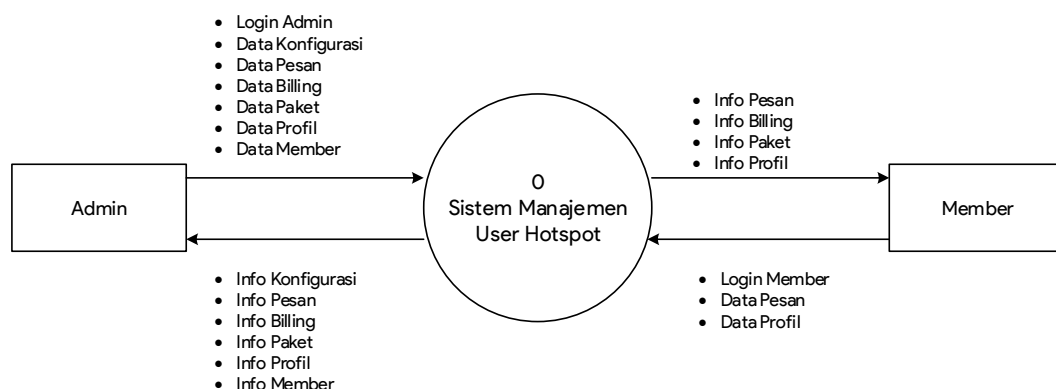 • Login Admin
• Data Konfigurasi
• Data Pesan
• Data Billing
• Data Paket
• Data Profil
• Data Member
Admin
0
Sistem Manajemen
User Hotspot
• Info Pesan
• Info Billing
• Info Paket
• Info Profil
Member
• Info Konfigurasi
• Info Pesan
• Info Billing
• Info Paket
• Info Profil
• Info Member
• Login Member
• Data Pesan
• Data Profil